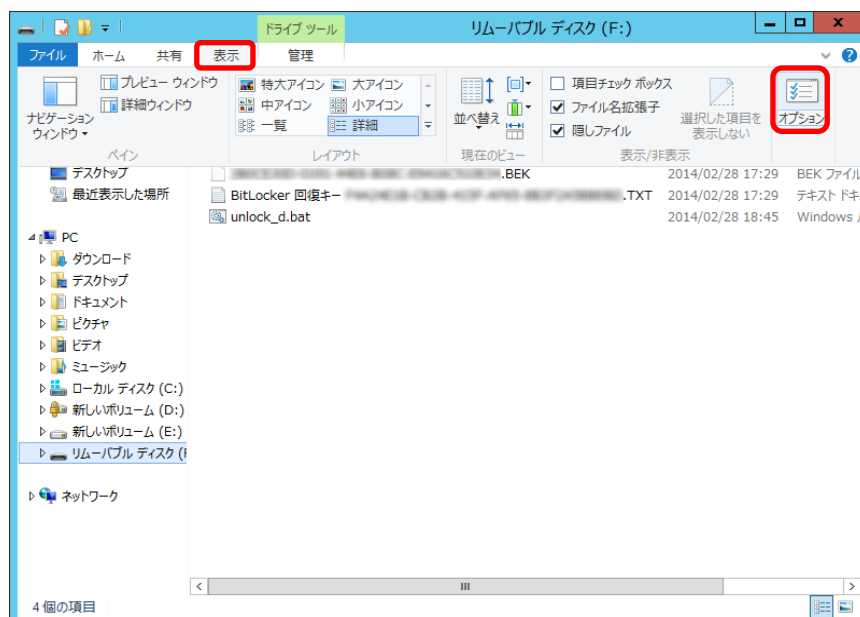 ドライブ ツール
リムーバブル ディスク (F:)
ファイル ホーム 共有 表示 管理
プレビュー ウィンドウ
詳細ウィンドウ
ナビゲーション
ウィンドウ
特大アイコン 大アイコン
中アイコン 小アイコン
一覧 詳細
並べ替え
項目チェック ボックス
ファイル名拡張子
隠しファイル
選択した項目を
表示しない
オプション
ペイン レイアウト 現在のビュー 表示/非表示
デスクトップ
最近表示した場所
PC
ダウンロード
デスクトップ
ドキュメント
ピクチャ
ビデオ
ミュージック
ローカル ディスク (C:)
新しいボリューム (D:)
新しいボリューム (E:)
リムーバブル ディスク (F
ネットワーク
.BEK 2014/02/28 17:29 BEK ファイル
BitLocker 回復キー .TXT 2014/02/28 17:29 テキスト ドキ
unlock_d.bat 2014/02/28 18:45 Windows
4 個の項目